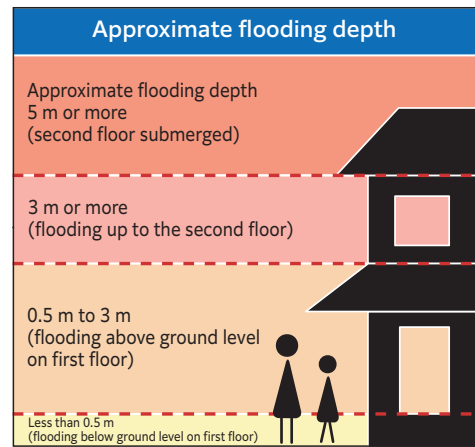 Approximate flooding depth
Approximate flooding depth
5 m or more
(second floor submerged)
3 m or more
(flooding up to the second floor)
0.5 m to 3 m
(flooding above ground level
on first floor)
Less than 0.5 m
(flooding below ground level on first floor)